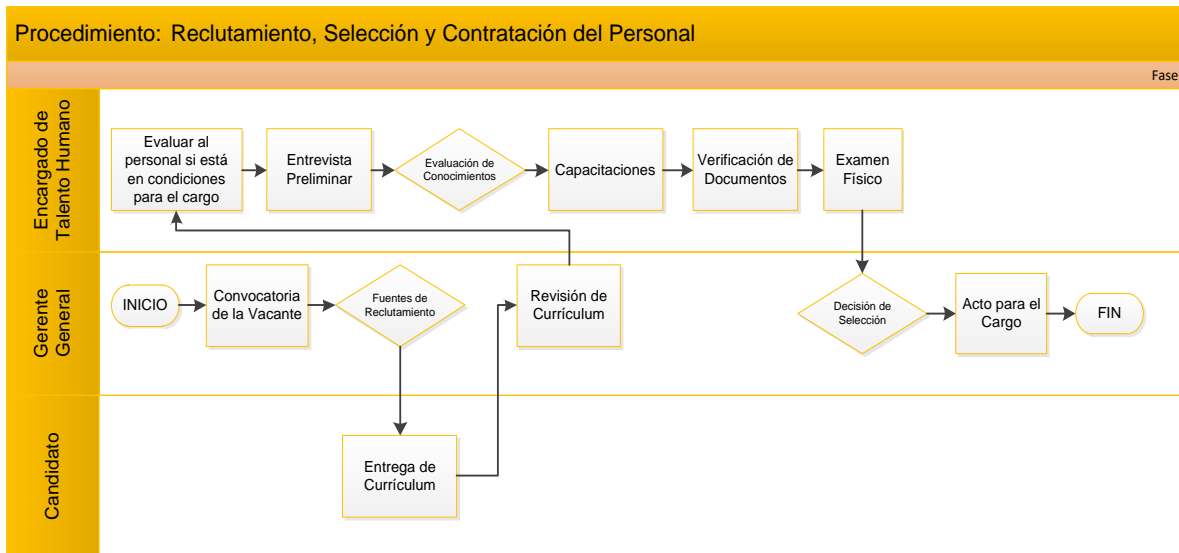 Procedimiento: Reclutamiento, Selección y Contratación del Personal
Fase
Encargado de
Talento Humano
Evaluar al
personal si está
en condiciones
para el cargo
Entrevista
Preliminar
Evaluación de
Conocimientos
Capacitaciones
Verificación de
Documentos
Examen
Físico
Gerente
General
INICIO
Convocatoria
de la Vacante
Fuentes de
Reclutamiento
Revisión de
Currículum
Decisión de
Selección
Acto para el
Cargo
FIN
Candidato
Entrega de
Currículum